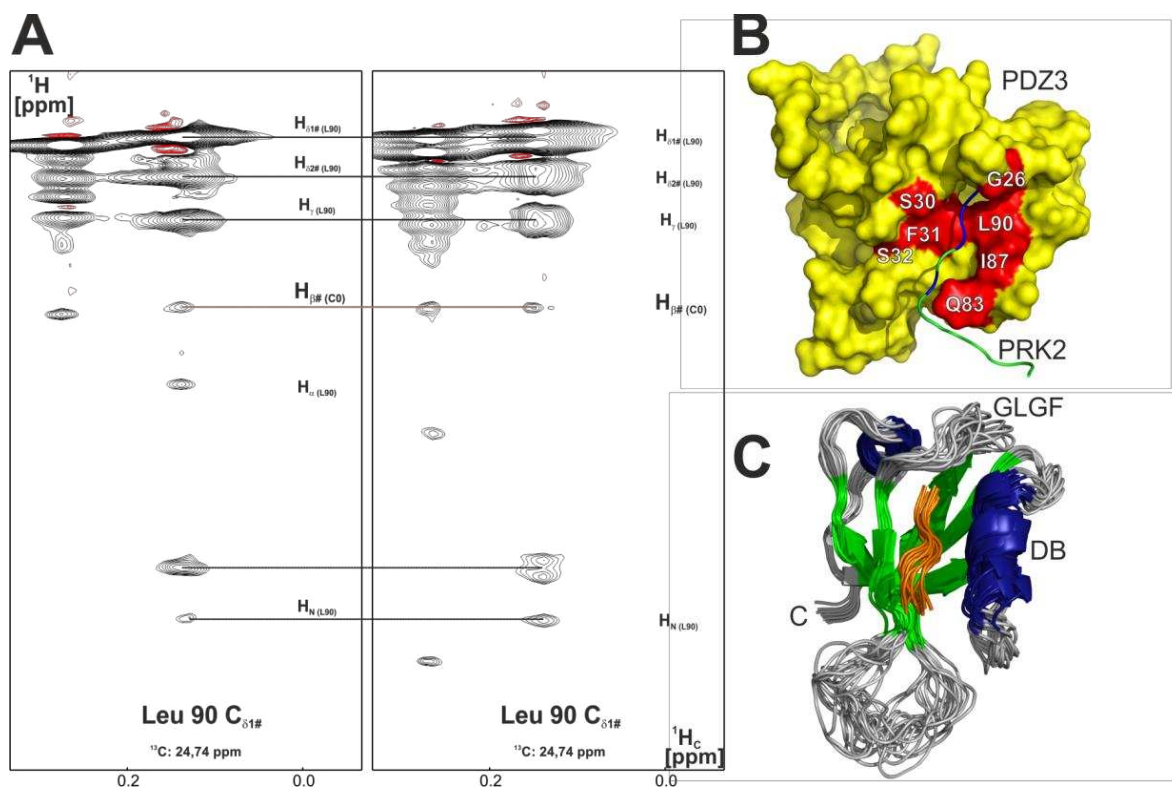 A
¹H
[ppm]
Hδ1# (L90)
Hδ2# (L90)
Hγ (L90)
Hβ# (C0)
Hα (L90)
HN (L90)
Leu 90 Cδ1#
¹³C: 24,74 ppm
0.2
0.0
Hδ1# (L90)
Hδ2# (L90)
Hγ (L90)
Hβ# (C0)
HN (L90)
Leu 90 Cδ1#
¹³C: 24,74 ppm
¹HC
[ppm]
0.2
0.0
B
PDZ3
G26
S30
L90
F31
S32
I87
Q83
PRK2
C
GLGF
DB
C